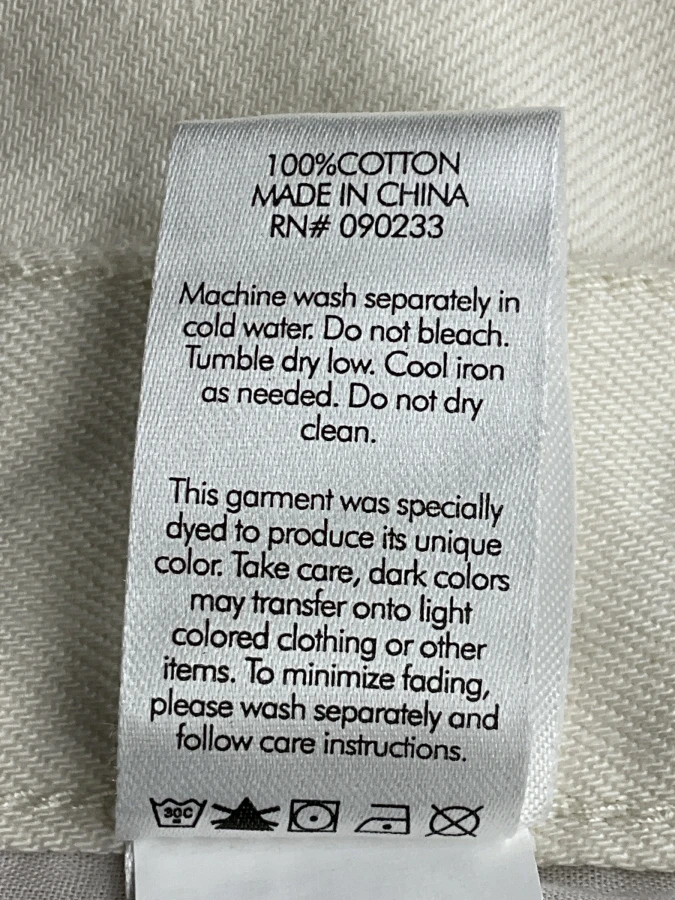 100%COTTON
MADE IN CHINA
RN# 090233
Machine wash separately in
cold water. Do not bleach.
Tumble dry low. Cool iron
as needed. Do not dry
clean.
This garment was specially
dyed to produce its unique
color. Take care, dark colors
may transfer onto light
colored clothing or other
items. To minimize fading,
please wash separately and
follow care instructions.
30C